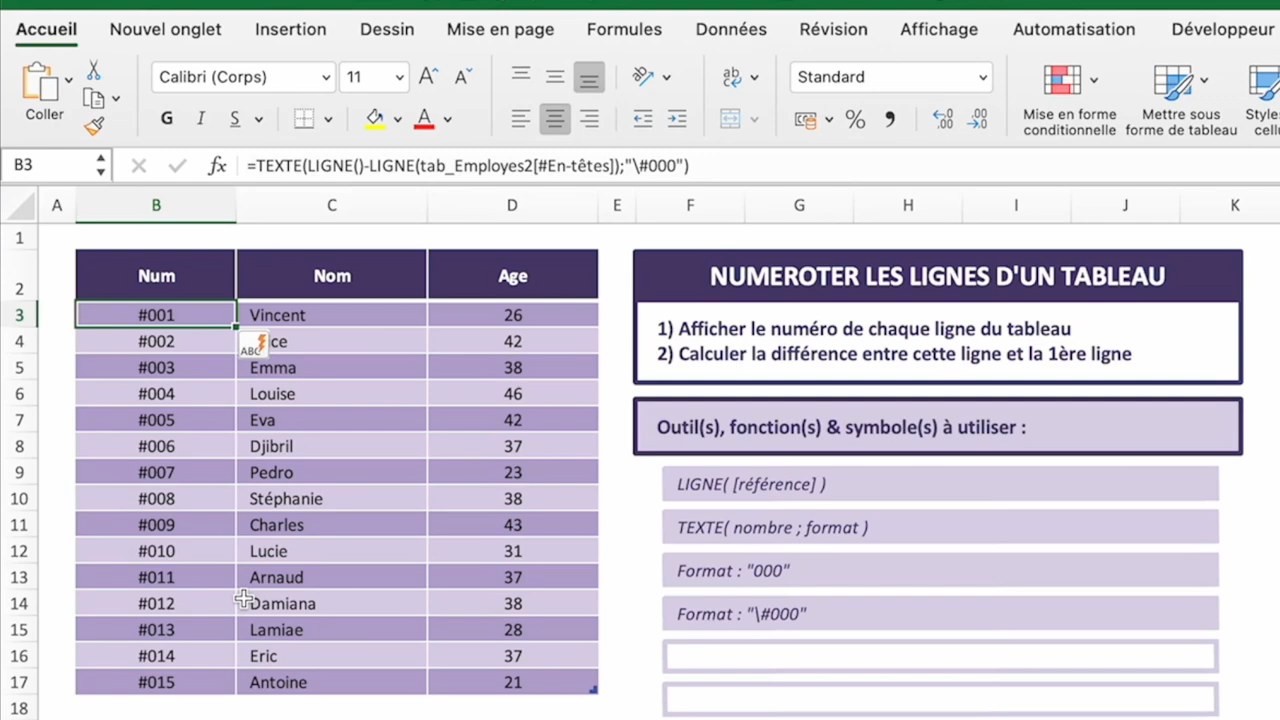 Accueil Nouvel onglet Insertion Dessin Mise en page Formules Données Révision Affichage Automatisation Développeur
Coller
Calibri (Corps) 11
Standard
G I S
Mise en forme conditionnelle
Mettre sous forme de tableau
B3 fx =TEXTE(LIGNE()-LIGNE(tab_Employes2[#En-têtes]);"\#000")
A B C D E F G H I J K
1
2 Num Nom Age
3 #001 Vincent 26
4 #002 ice 42
ABC
5 #003 Emma 38
6 #004 Louise 46
7 #005 Eva 42
8 #006 Djibril 37
9 #007 Pedro 23
10 #008 Stéphanie 38
11 #009 Charles 43
12 #010 Lucie 31
13 #011 Arnaud 37
14 #012 Damiana 38
15 #013 Lamiae 28
16 #014 Eric 37
17 #015 Antoine 21
18
NUMEROTER LES LIGNES D'UN TABLEAU
1) Afficher le numéro de chaque ligne du tableau
2) Calculer la différence entre cette ligne et la 1ère ligne
Outil(s), fonction(s) & symbole(s) à utiliser :
LIGNE( [référence] )
TEXTE( nombre ; format )
Format : "000"
Format : "\#000"